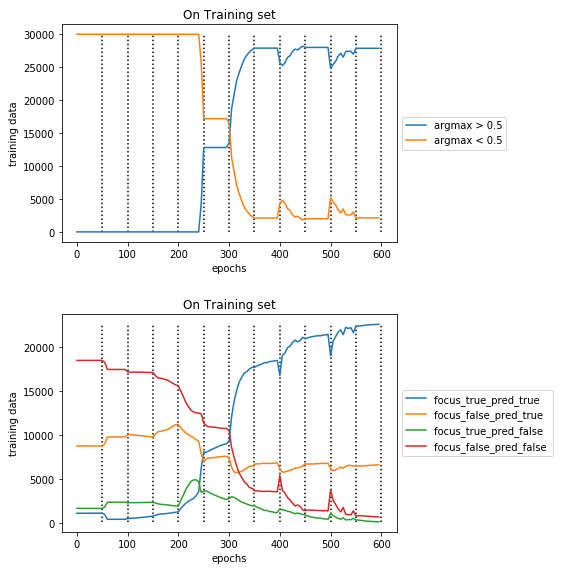 On Training set
30000
25000
20000
15000
10000
5000
0
training data
0 100 200 300 400 500 600
epochs
argmax > 0.5
argmax < 0.5
On Training set
20000
15000
10000
5000
0
training data
0 100 200 300 400 500 600
epochs
focus_true_pred_true
focus_false_pred_true
focus_true_pred_false
focus_false_pred_false